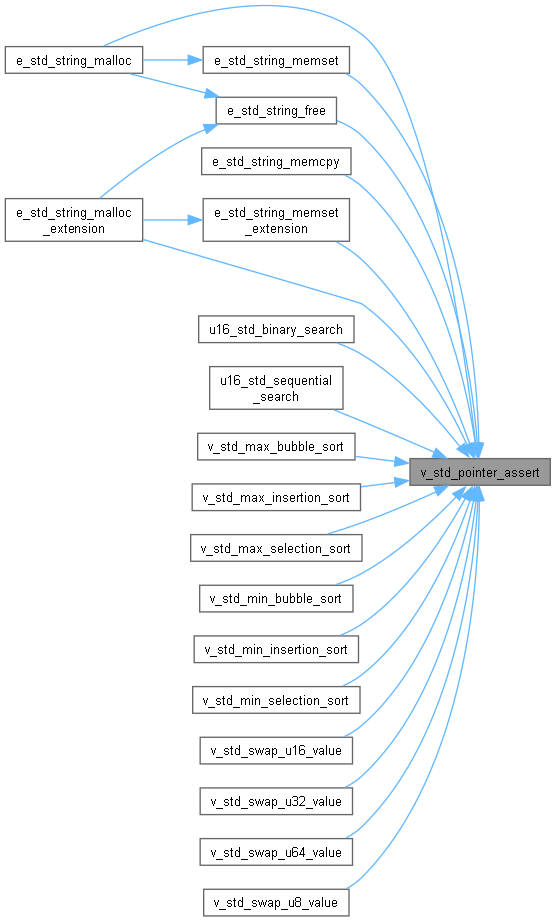 e_std_string_malloc
e_std_string_memset
e_std_string_free
e_std_string_memcpy
e_std_string_malloc
_extension
e_std_string_memset
_extension
u16_std_binary_search
u16_std_sequential
_search
v_std_max_bubble_sort
v_std_pointer_assert
v_std_max_insertion_sort
v_std_max_selection_sort
v_std_min_bubble_sort
v_std_min_insertion_sort
v_std_min_selection_sort
v_std_swap_u16_value
v_std_swap_u32_value
v_std_swap_u64_value
v_std_swap_u8_value